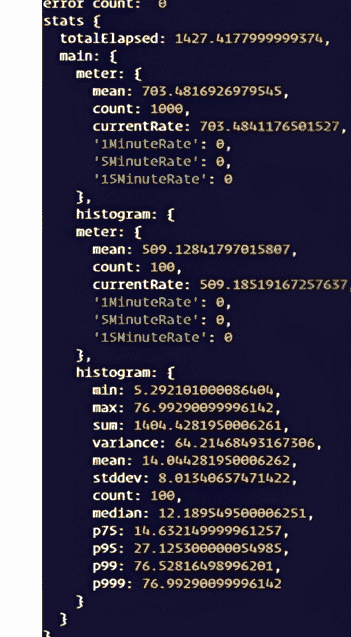 error count:  0
stats {
  totalElapsed: 1427.4177999999374,
  main: {
    meter: {
      mean: 703.4816926979545,
      count: 1000,
      currentRate: 703.4841176501527,
      '1MinuteRate': 0,
      '5MinuteRate': 0,
      '15MinuteRate': 0
    },
    histogram: {
    meter: {
      mean: 509.12841797015807,
      count: 100,
      currentRate: 509.18519167257637,
      '1MinuteRate': 0,
      '5MinuteRate': 0,
      '15MinuteRate': 0
    },
    histogram: {
      min: 5.292101000086404,
      max: 76.99290099996142,
      sum: 1404.4281950006261,
      variance: 64.21468493167306,
      mean: 14.044281950006262,
      stddev: 8.01340657471422,
      count: 100,
      median: 12.189549500006251,
      p75: 14.632149999961257,
      p95: 27.125300000054985,
      p99: 76.52816498996201,
      p999: 76.99290099996142
    }
  }
}